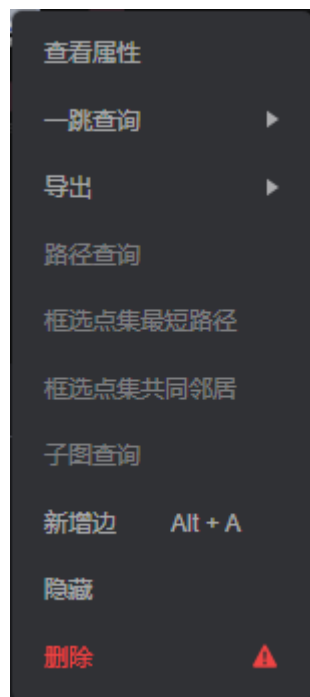 查看属性
一跳查询
导出
路径查询
框选点集最短路径
框选点集共同邻居
子图查询
新增边 Alt + A
隐藏
删除